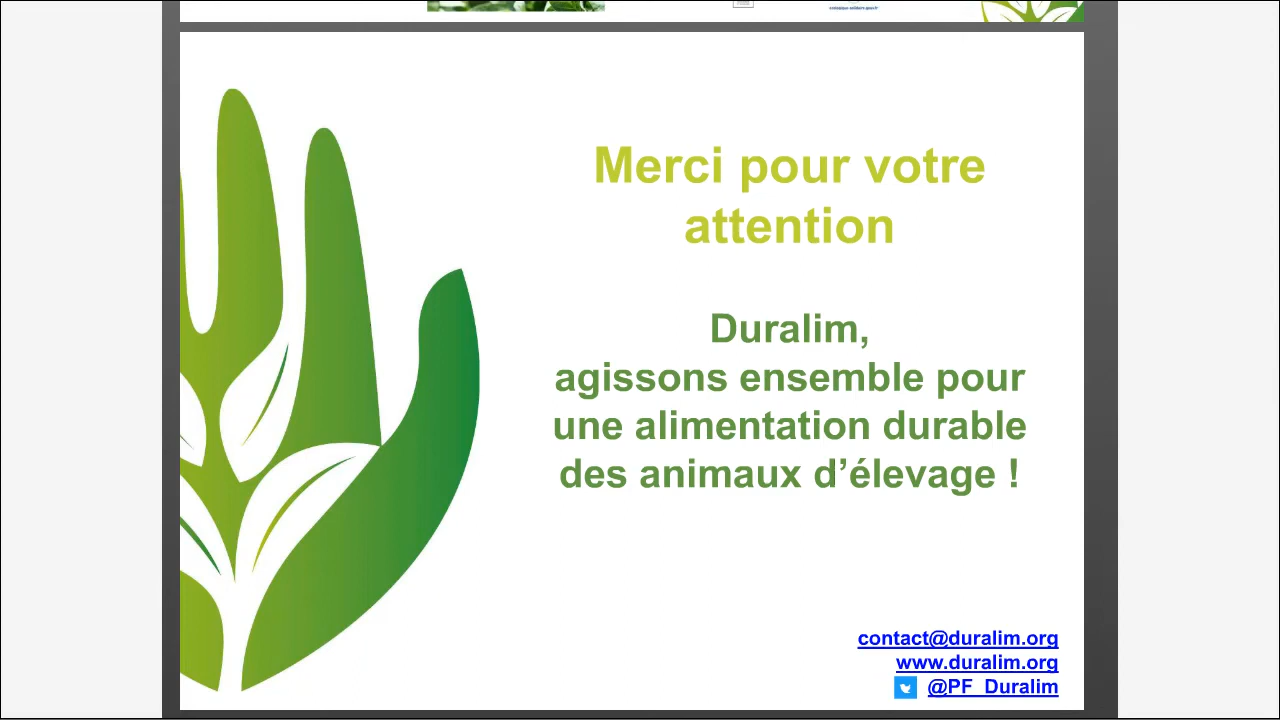 Merci pour votre
attention
Duralim,
agissons ensemble pour
une alimentation durable
des animaux d’élevage !
contact@duralim.org
www.duralim.org
@PF_Duralim